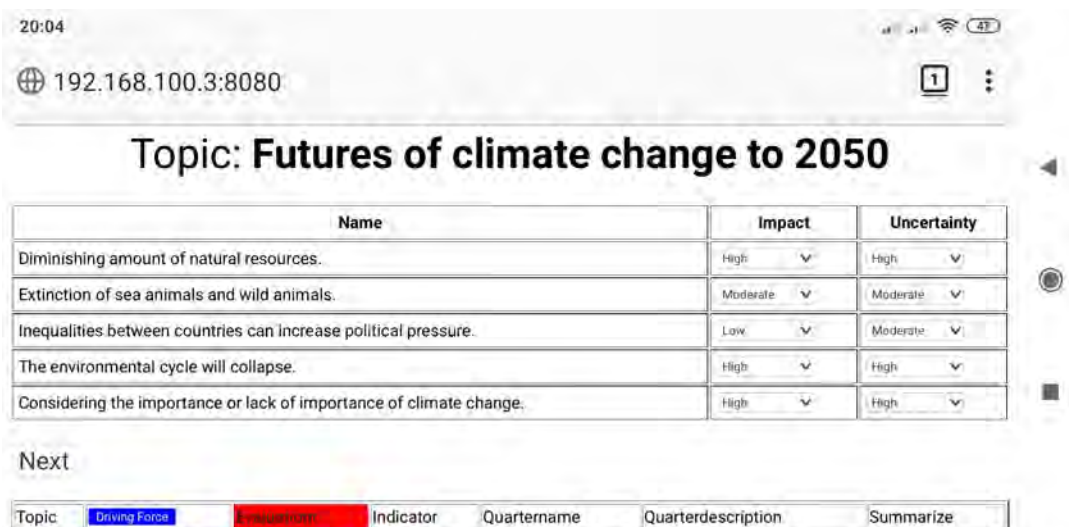 20:04
47
192.168.100.3:8080
1
Topic: Futures of climate change to 2050
Name Impact Uncertainty
Diminishing amount of natural resources. High High
Extinction of sea animals and wild animals. Moderate Moderate
Inequalities between countries can increase political pressure. Low Moderate
The environmental cycle will collapse. High High
Considering the importance or lack of importance of climate change. High High
Next
Topic Driving Force Evaluation Indicator Quartername Quarterdescription Summarize